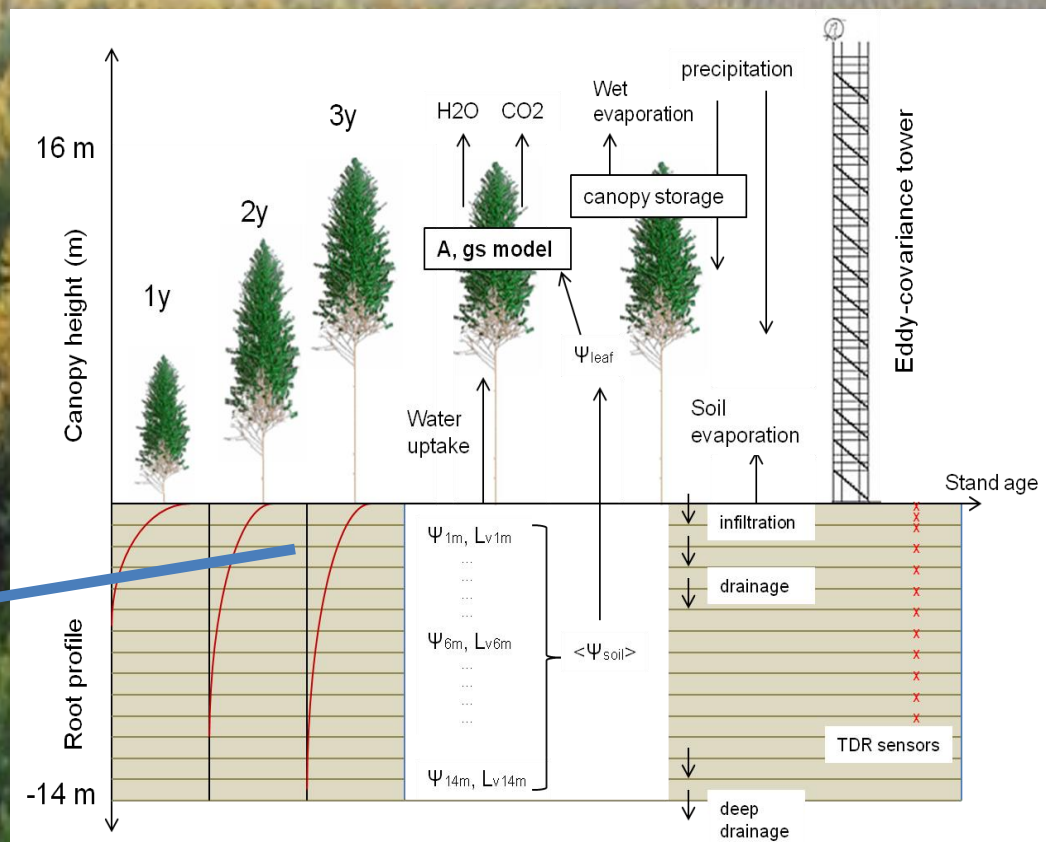 precipitation
Wet
evaporation
H2O
CO2
3y
16 m
canopy storage
2y
A, gs model
Canopy height (m)
1y
Ψleaf
Eddy-covariance tower
Water
uptake
Soil
evaporation
Stand age
Ψ1m, Lv1m
...
...
...
...
infiltration
drainage
Root profile
Ψ6m, Lv6m
...
...
...
...
<Ψsoil>
x
x
x
x
x
x
x
x
x
x
x
x
TDR sensors
-14 m
Ψ14m, Lv14m
deep
drainage